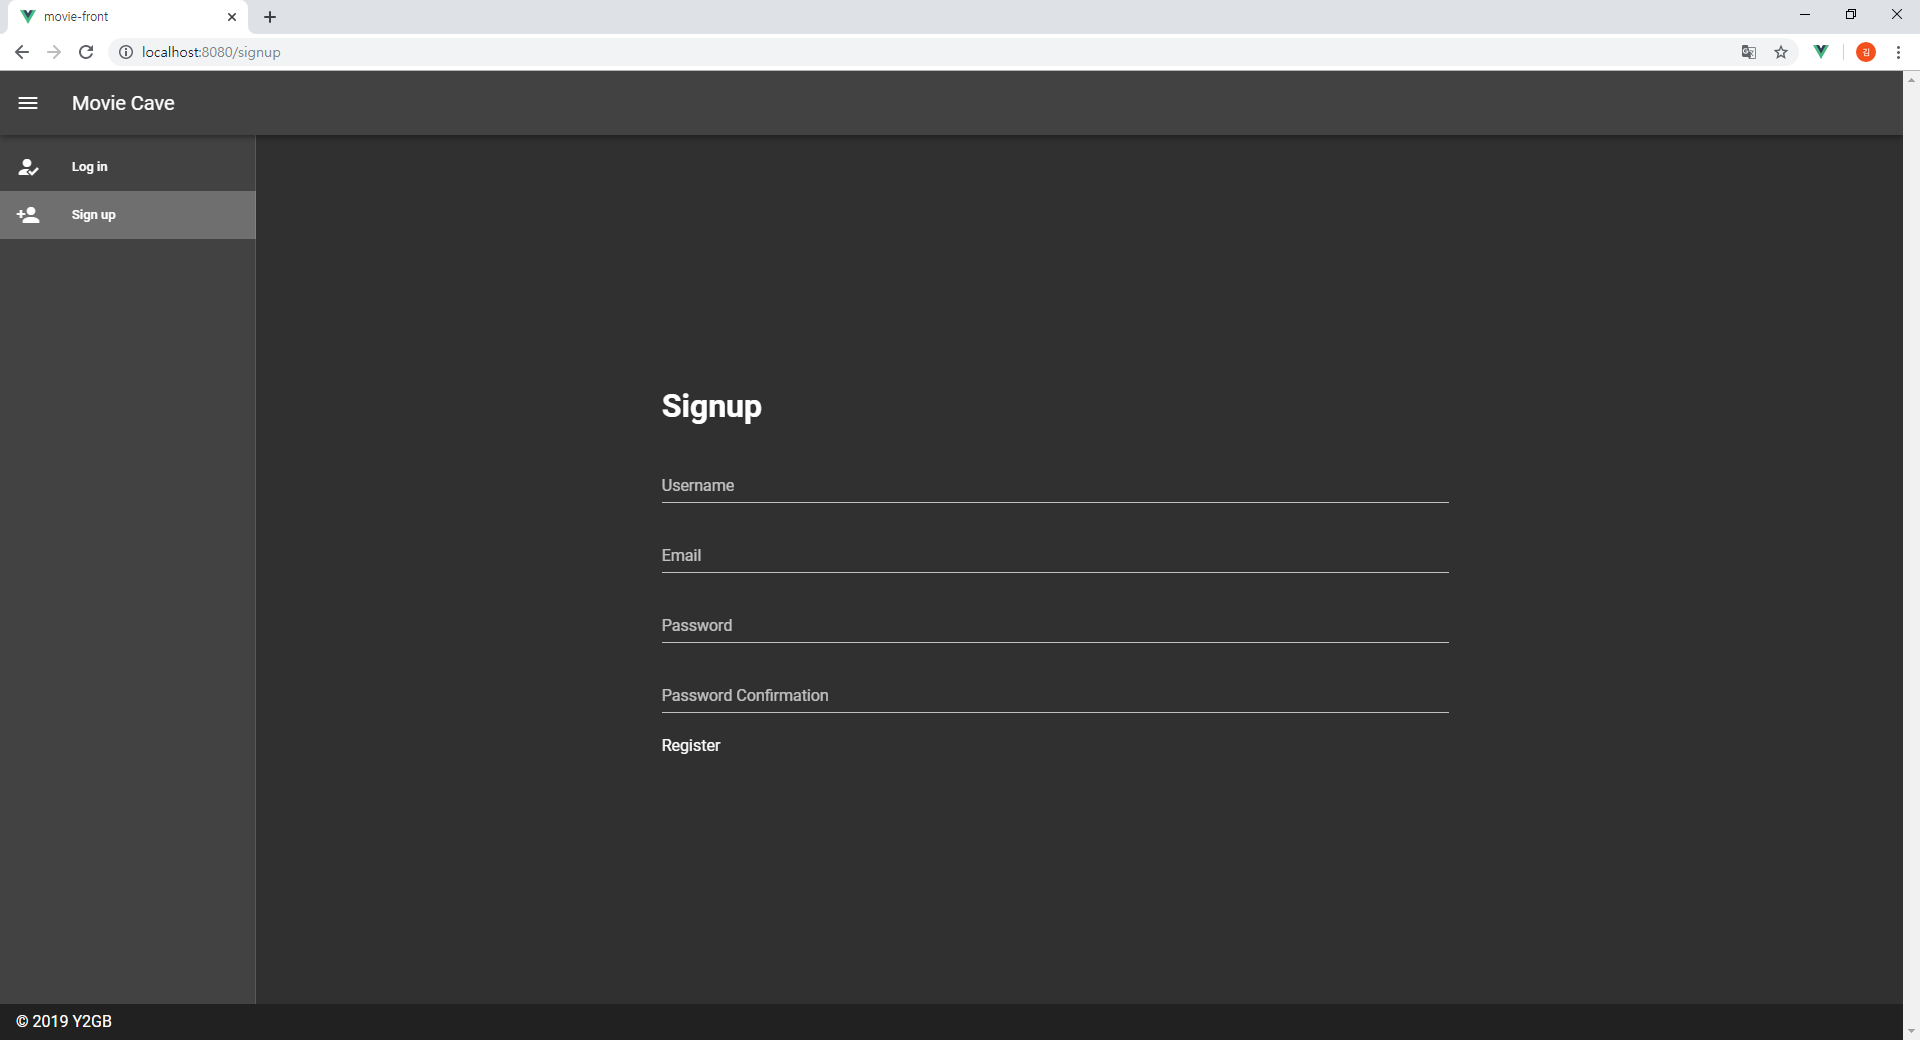 movie-front
localhost:8080/signup
김
Movie Cave
Log in
Sign up
Signup
Username
Email
Password
Password Confirmation
Register
© 2019 Y2GB